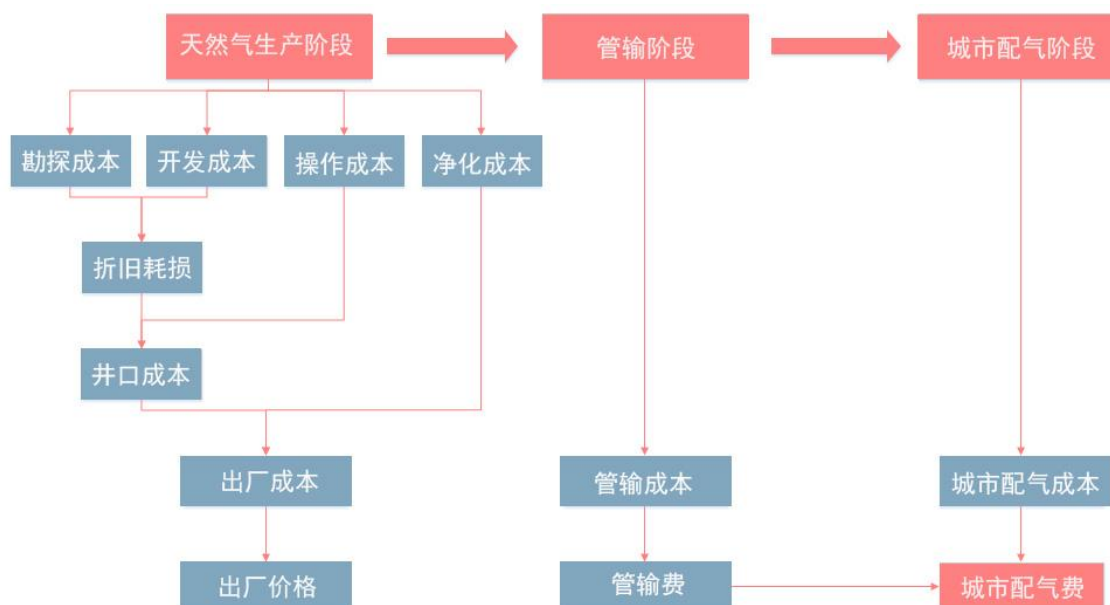 天然气生产阶段
管输阶段
城市配气阶段
勘探成本
开发成本
操作成本
净化成本
折旧耗损
井口成本
出厂成本
管输成本
城市配气成本
出厂价格
管输费
城市配气费